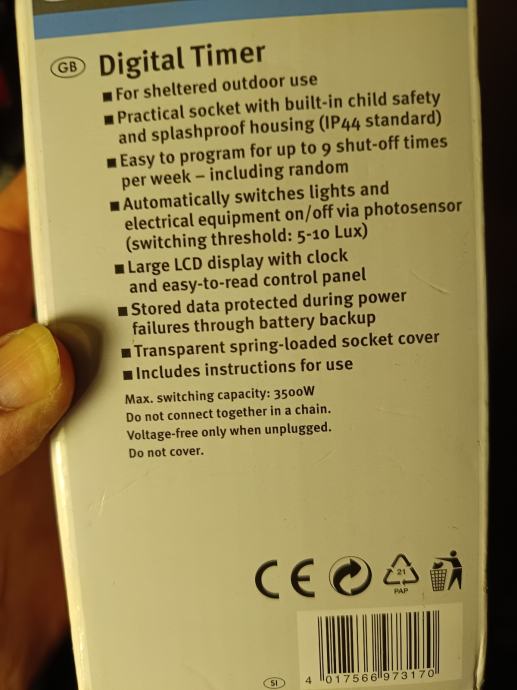 GB Digital Timer
■ For sheltered outdoor use
■ Practical socket with built-in child safety
and splashproof housing (IP44 standard)
■ Easy to program for up to 9 shut-off times
per week – including random
■ Automatically switches lights and
electrical equipment on/off via photosensor
(switching threshold: 5-10 Lux)
■ Large LCD display with clock
and easy-to-read control panel
■ Stored data protected during power
failures through battery backup
■ Transparent spring-loaded socket cover
■ Includes instructions for use
Max. switching capacity: 3500W
Do not connect together in a chain.
Voltage-free only when unplugged.
Do not cover.
CE
21
PAP
SI
4 017566 973170